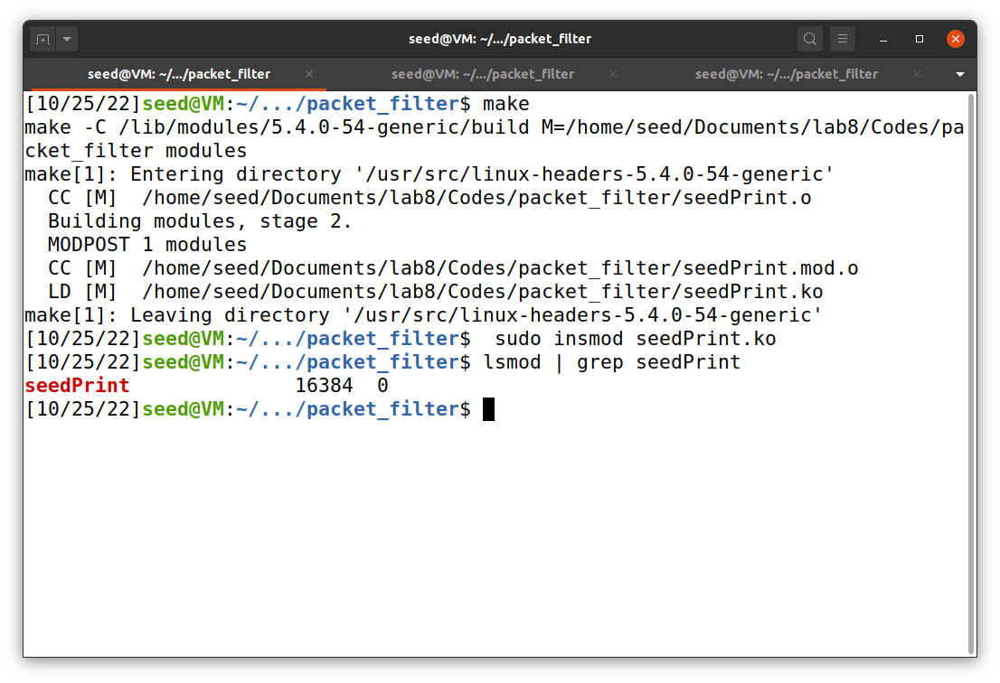 seed@VM: ~/.../packet_filter
seed@VM: ~/.../packet_filter seed@VM: ~/.../packet_filter seed@VM: ~/.../packet_filter
[10/25/22]seed@VM:~/.../packet_filter$ make
make -C /lib/modules/5.4.0-54-generic/build M=/home/seed/Documents/lab8/Codes/pa
cket_filter modules
make[1]: Entering directory '/usr/src/linux-headers-5.4.0-54-generic'
  CC [M]  /home/seed/Documents/lab8/Codes/packet_filter/seedPrint.o
  Building modules, stage 2.
  MODPOST 1 modules
  CC [M]  /home/seed/Documents/lab8/Codes/packet_filter/seedPrint.mod.o
  LD [M]  /home/seed/Documents/lab8/Codes/packet_filter/seedPrint.ko
make[1]: Leaving directory '/usr/src/linux-headers-5.4.0-54-generic'
[10/25/22]seed@VM:~/.../packet_filter$  sudo insmod seedPrint.ko
[10/25/22]seed@VM:~/.../packet_filter$ lsmod | grep seedPrint
seedPrint              16384  0
[10/25/22]seed@VM:~/.../packet_filter$